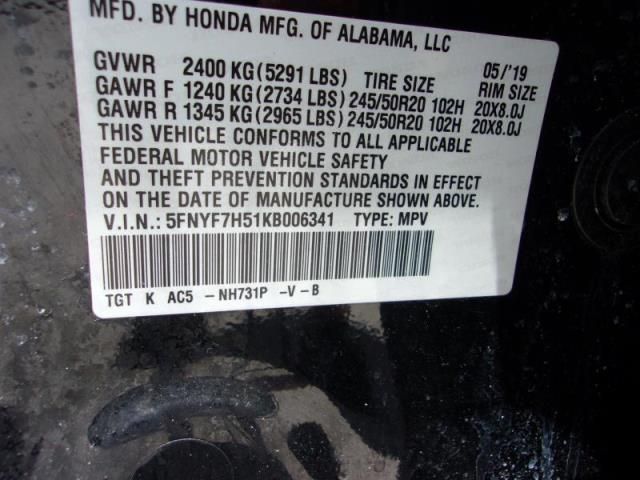 MFD. BY HONDA MFG. OF ALABAMA, LLC
GVWR 2400 KG(5291 LBS) TIRE SIZE 05/'19 RIM SIZE
GAWR F 1240 KG(2734 LBS)245/50R20 102H 20X8.0J
GAWR R 1345 KG(2965 LBS)245/50R20 102H 20X8.0J
THIS VEHICLE CONFORMS TO ALL APPLICABLE
FEDERAL MOTOR VEHICLE SAFETY
AND THEFT PREVENTION STANDARDS IN EFFECT
ON THE DATE OF MANUFACTURE SHOWN ABOVE.
V.I.N.: 5FNYF7H51KB006341 TYPE: MPV
TGT K AC5 - NH731P -V - B